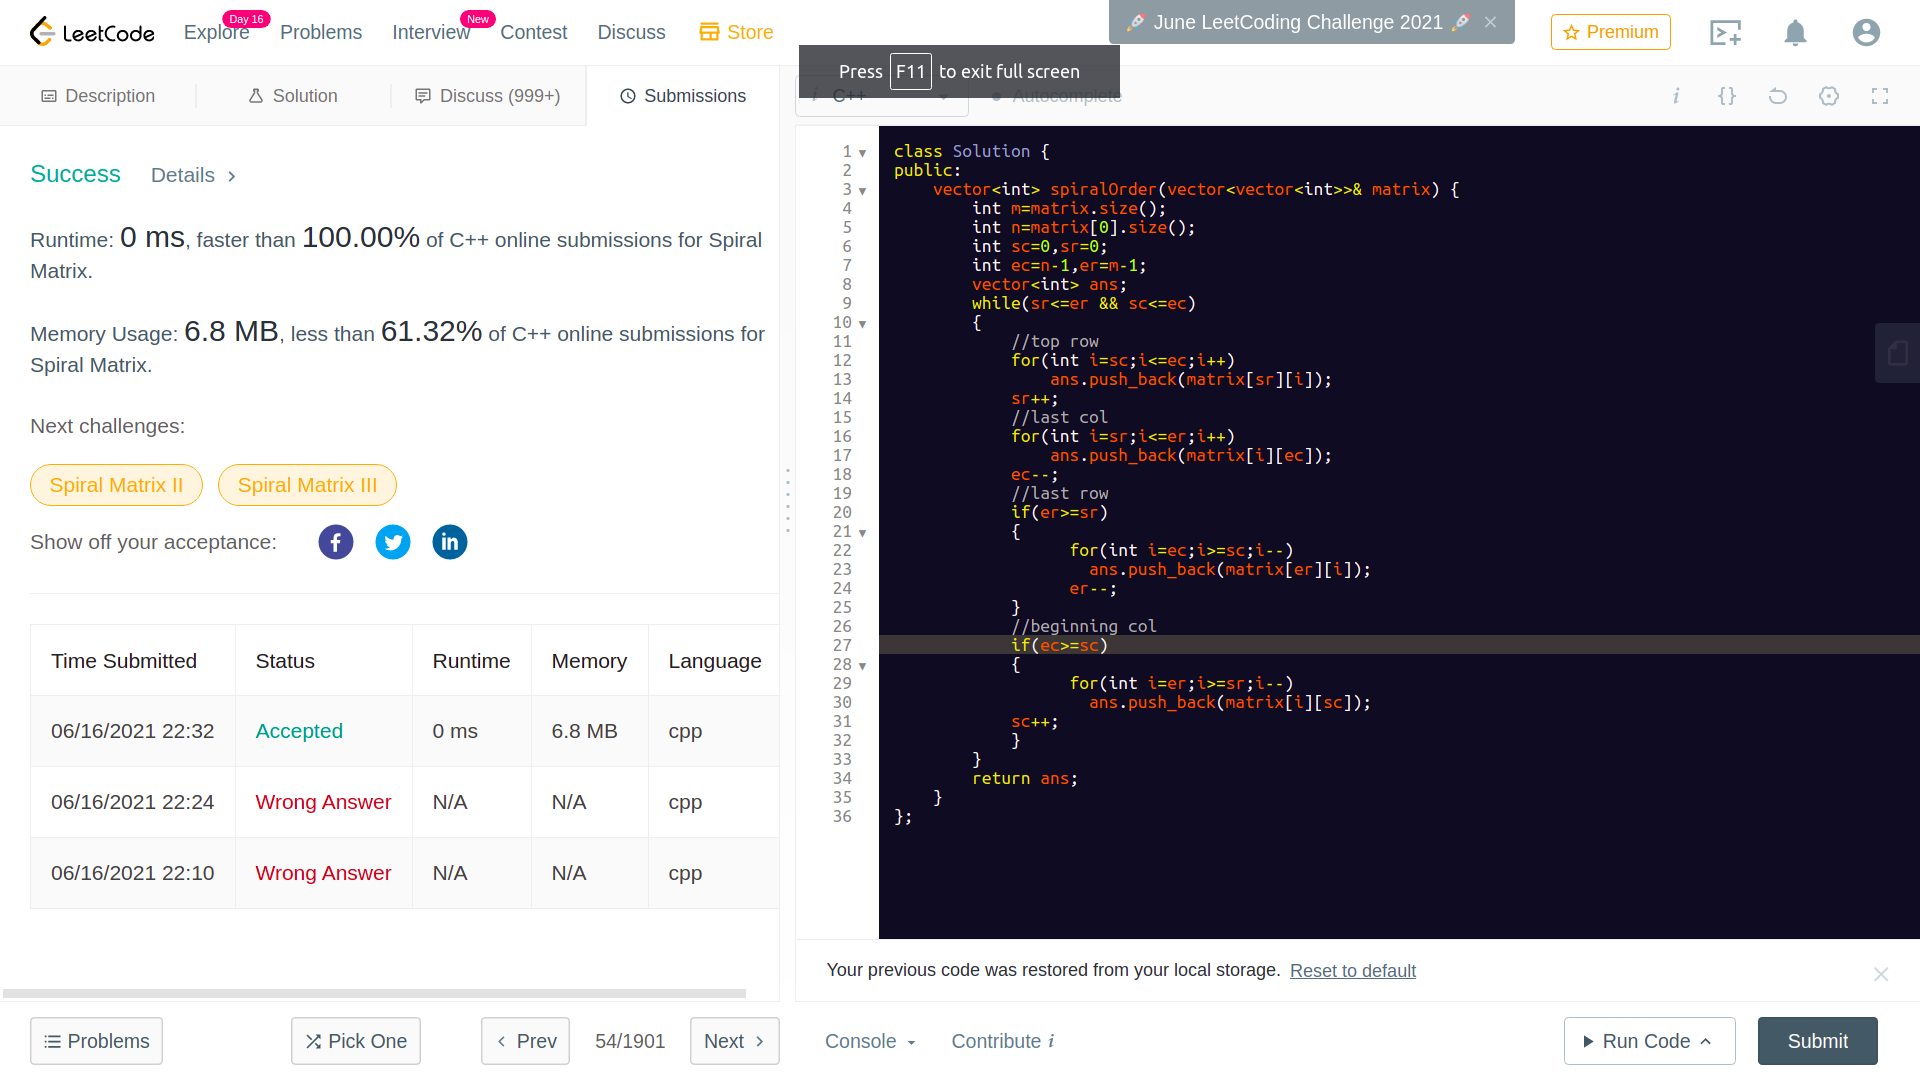 LeetCode Explore Day 16 Problems Interview New Contest Discuss Store
🚀 June LeetCoding Challenge 2021 🚀 ×
Premium
Press F11 to exit full screen
Description Solution Discuss (999+) Submissions
i C++ Autocomplete
Success Details >
Runtime: 0 ms, faster than 100.00% of C++ online submissions for Spiral
Matrix.
Memory Usage: 6.8 MB, less than 61.32% of C++ online submissions for
Spiral Matrix.
Next challenges:
Spiral Matrix II Spiral Matrix III
Show off your acceptance:
Time Submitted Status Runtime Memory Language
06/16/2021 22:32 Accepted 0 ms 6.8 MB cpp
06/16/2021 22:24 Wrong Answer N/A N/A cpp
06/16/2021 22:10 Wrong Answer N/A N/A cpp
1 class Solution {
2 public:
3 vector<int> spiralOrder(vector<vector<int>>& matrix) {
4 int m=matrix.size();
5 int n=matrix[0].size();
6 int sc=0,sr=0;
7 int ec=n-1,er=m-1;
8 vector<int> ans;
9 while(sr<=er && sc<=ec)
10 {
11 //top row
12 for(int i=sc;i<=ec;i++)
13 ans.push_back(matrix[sr][i]);
14 sr++;
15 //last col
16 for(int i=sr;i<=er;i++)
17 ans.push_back(matrix[i][ec]);
18 ec--;
19 //last row
20 if(er>=sr)
21 {
22 for(int i=ec;i>=sc;i--)
23 ans.push_back(matrix[er][i]);
24 er--;
25 }
26 //beginning col
27 if(ec>=sc)
28 {
29 for(int i=er;i>=sr;i--)
30 ans.push_back(matrix[i][sc]);
31 sc++;
32 }
33 }
34 return ans;
35 }
36 };
Your previous code was restored from your local storage. Reset to default
Problems Pick One < Prev 54/1901 Next > Console Contribute i Run Code Submit